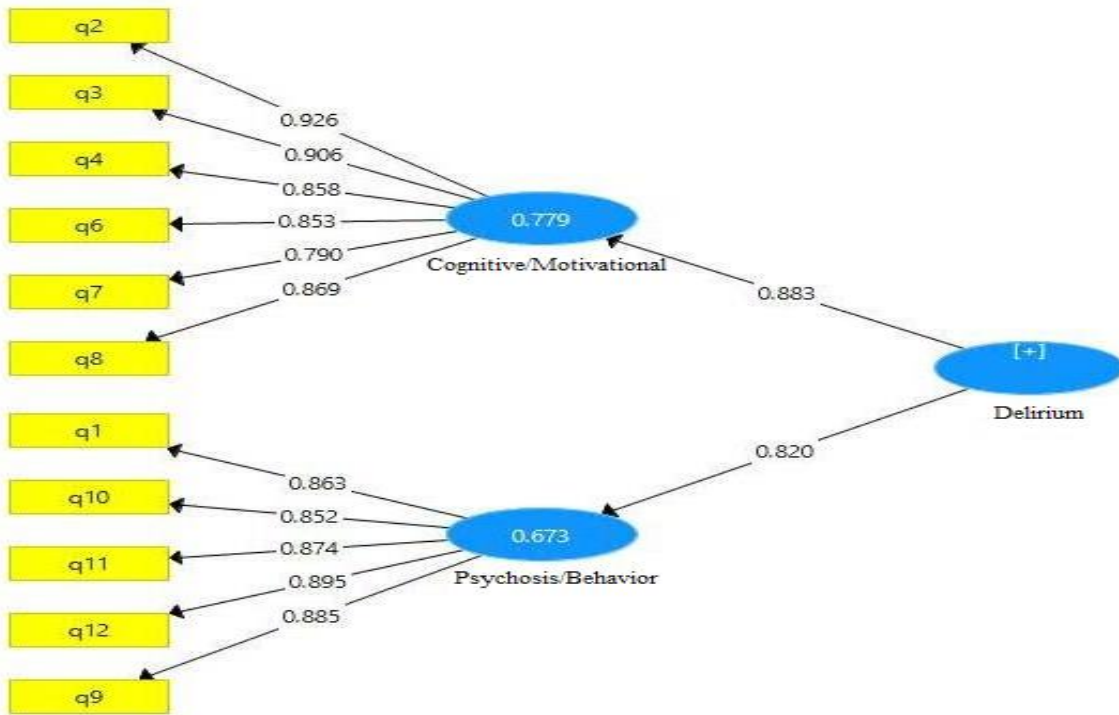 q2
q3
q4
q6
q7
q8
q1
q10
q11
q12
q9
0.926
0.906
0.858
0.853
0.790
0.869
0.863
0.852
0.874
0.895
0.885
0.779
Cognitive/Motivational
0.673
Psychosis/Behavior
0.883
0.820
[+]
Delirium